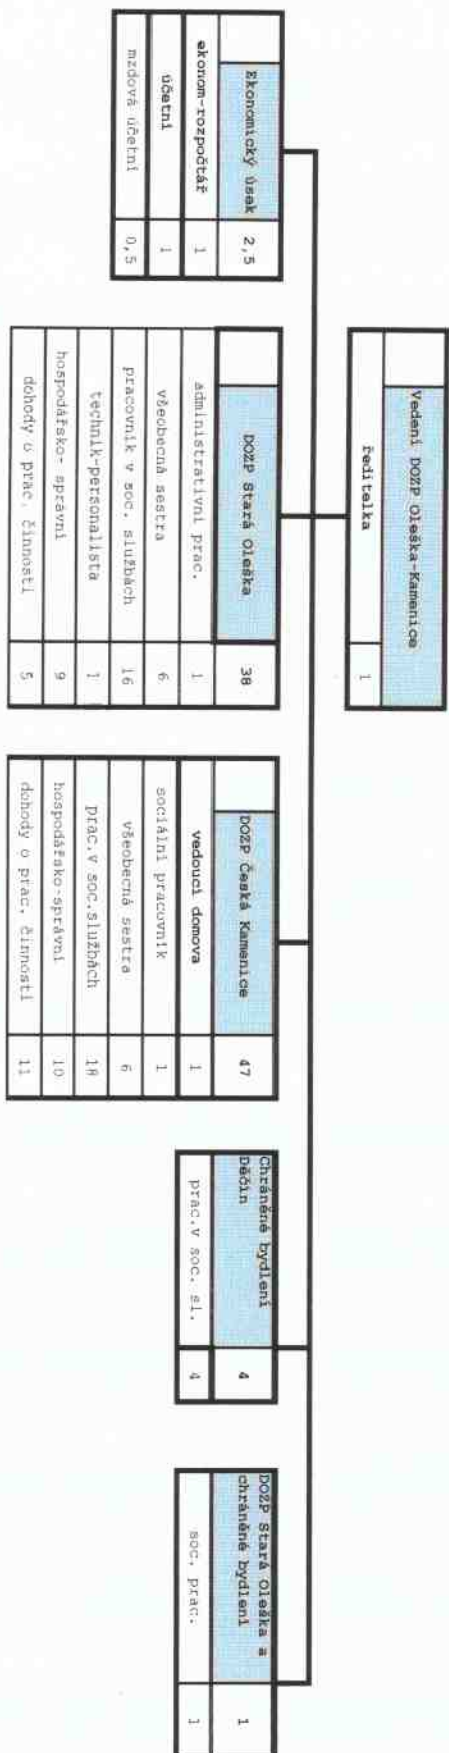 Vedení DOZP Oleška-Kamenice
ředitelka 1
Ekonomický úsek 2,5
ekonom-rozpočtář 1
účetní 1
mzdová účetní 0,5
DOZP Stará Oleška 38
administrativní prac. 1
všeobecná sestra 6
pracovník v soc. službách 16
technik-personalista 1
hospodářsko- správní 9
dohody o prac. činnosti 5
DOZP Česká Kamenice 47
vedoucí domova 1
sociální pracovník 1
všeobecná sestra 6
prac.v soc.službách 18
hospodářsko-správní 10
dohody o prac. činnosti 11
Chráněné bydlení
Děčín 4
prac.v soc. sl. 4
DOZP Stará Oleška a
chráněné bydlení 1
soc. prac. 1